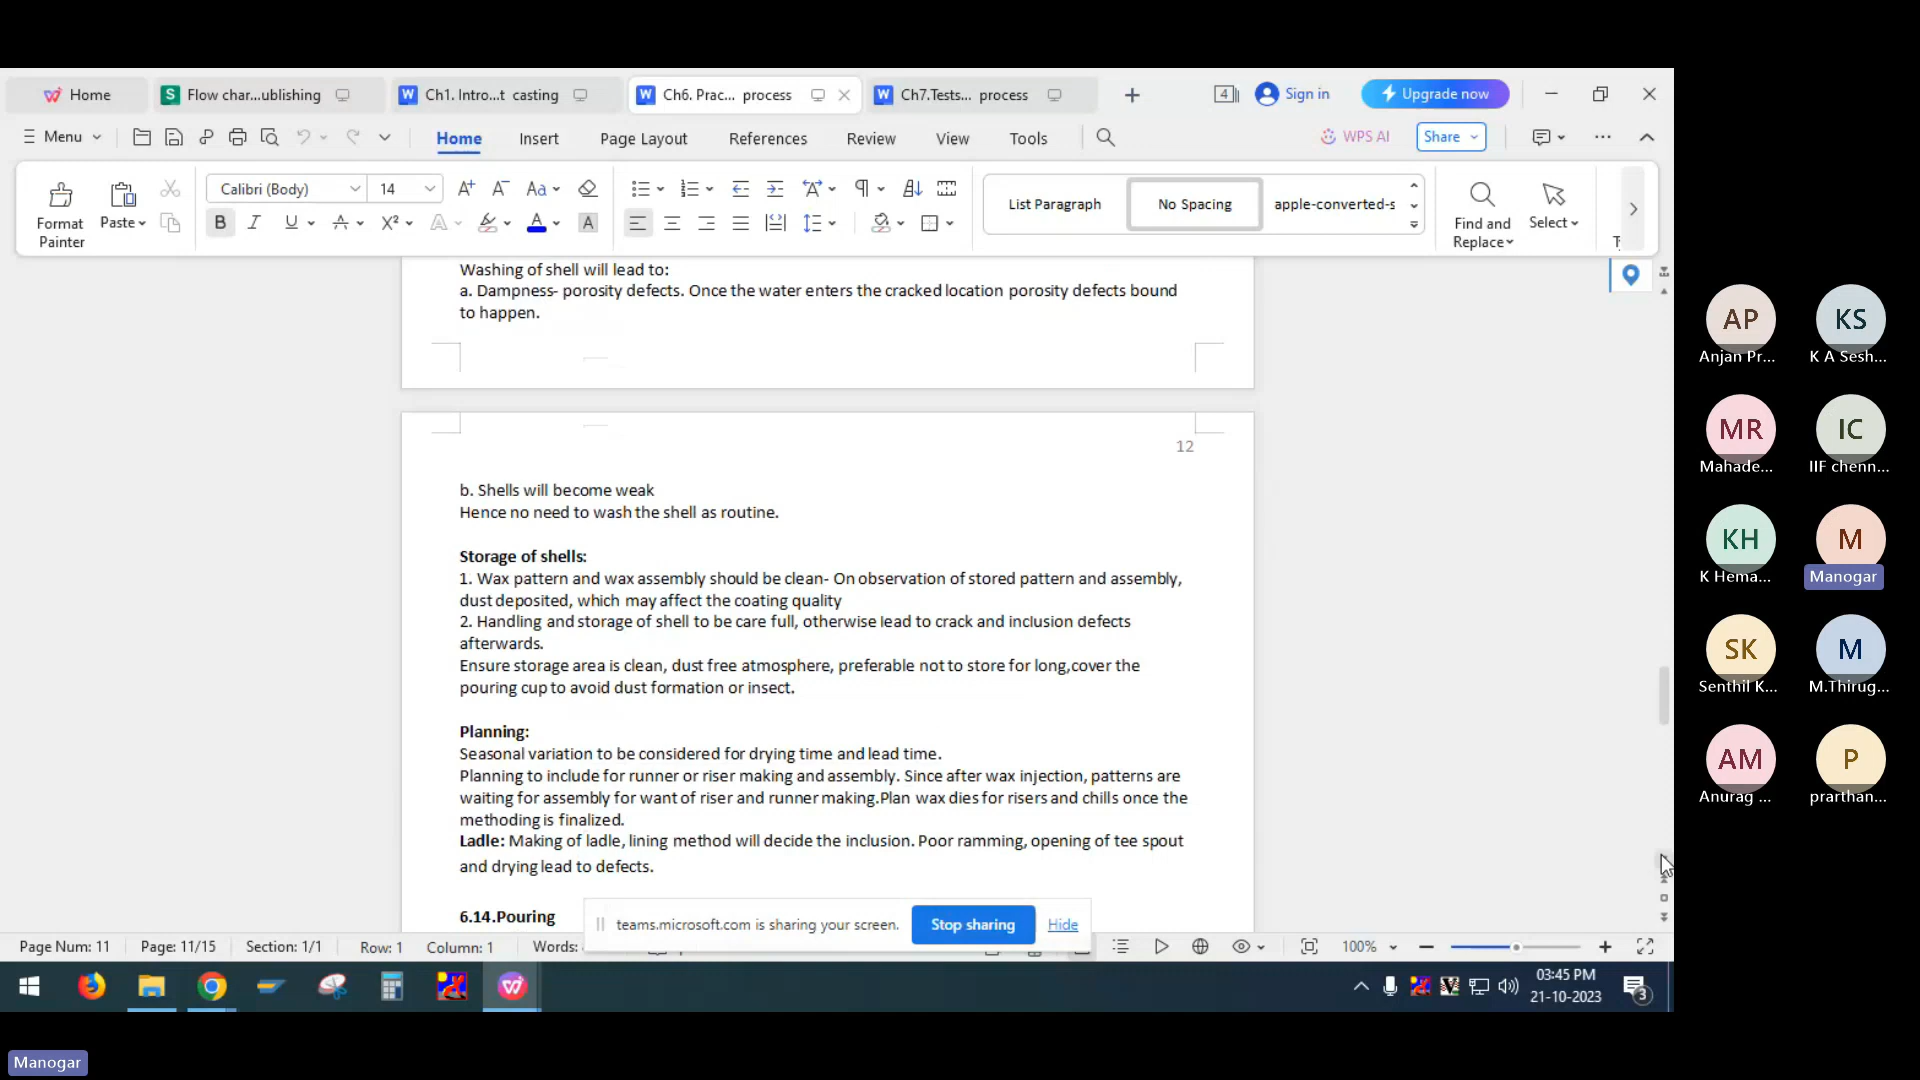 Home
Flow char...ublishing
Ch1. Intro...t casting
Ch6. Prac... process
Ch7.Tests... process
4
Sign in
Upgrade now
Menu
Home
Insert
Page Layout
References
Review
View
Tools
WPS AI
Share
Format
Painter
Paste
Calibri (Body)
14
List Paragraph
No Spacing
apple-converted-s
Find and
Replace
Select
Washing of shell will lead to:
a. Dampness- porosity defects. Once the water enters the cracked location porosity defects bound
to happen.
12
b. Shells will become weak
Hence no need to wash the shell as routine.
Storage of shells:
1. Wax pattern and wax assembly should be clean- On observation of stored pattern and assembly,
dust deposited, which may affect the coating quality
2. Handling and storage of shell to be care full, otherwise lead to crack and inclusion defects
afterwards.
Ensure storage area is clean, dust free atmosphere, preferable not to store for long,cover the
pouring cup to avoid dust formation or insect.
Planning:
Seasonal variation to be considered for drying time and lead time.
Planning to include for runner or riser making and assembly. Since after wax injection, patterns are
waiting for assembly for want of riser and runner making.Plan wax dies for risers and chills once the
methoding is finalized.
Ladle: Making of ladle, lining method will decide the inclusion. Poor ramming, opening of tee spout
and drying lead to defects.
6.14.Pouring
teams.microsoft.com is sharing your screen.
Stop sharing
Hide
Page Num: 11
Page: 11/15
Section: 1/1
Row: 1
Column: 1
Words:
100%
03:45 PM
21-10-2023
3
AP
Anjan Pr...
KS
K A Sesh...
MR
Mahade...
IC
IIF chenn...
KH
K Hema...
M
Manogar
SK
Senthil K...
M
M.Thirug...
AM
Anurag ...
P
prarthan...
Manogar